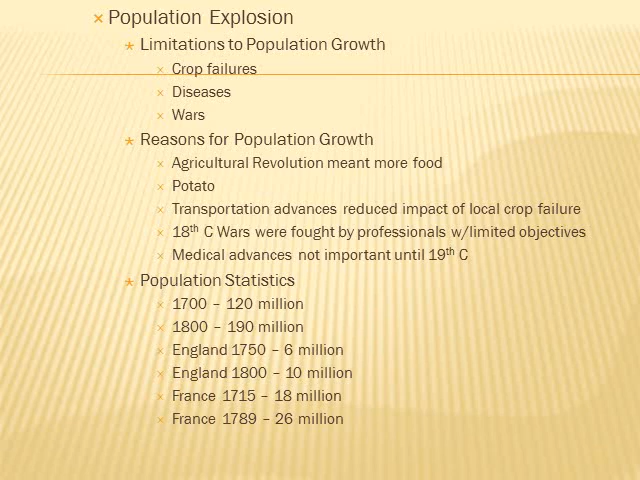 Population Explosion
Limitations to Population Growth
Crop failures
Diseases
Wars
Reasons for Population Growth
Agricultural Revolution meant more food
Potato
Transportation advances reduced impact of local crop failure
18th C Wars were fought by professionals w/limited objectives
Medical advances not important until 19th C
Population Statistics
1700 – 120 million
1800 – 190 million
England 1750 – 6 million
England 1800 – 10 million
France 1715 – 18 million
France 1789 – 26 million